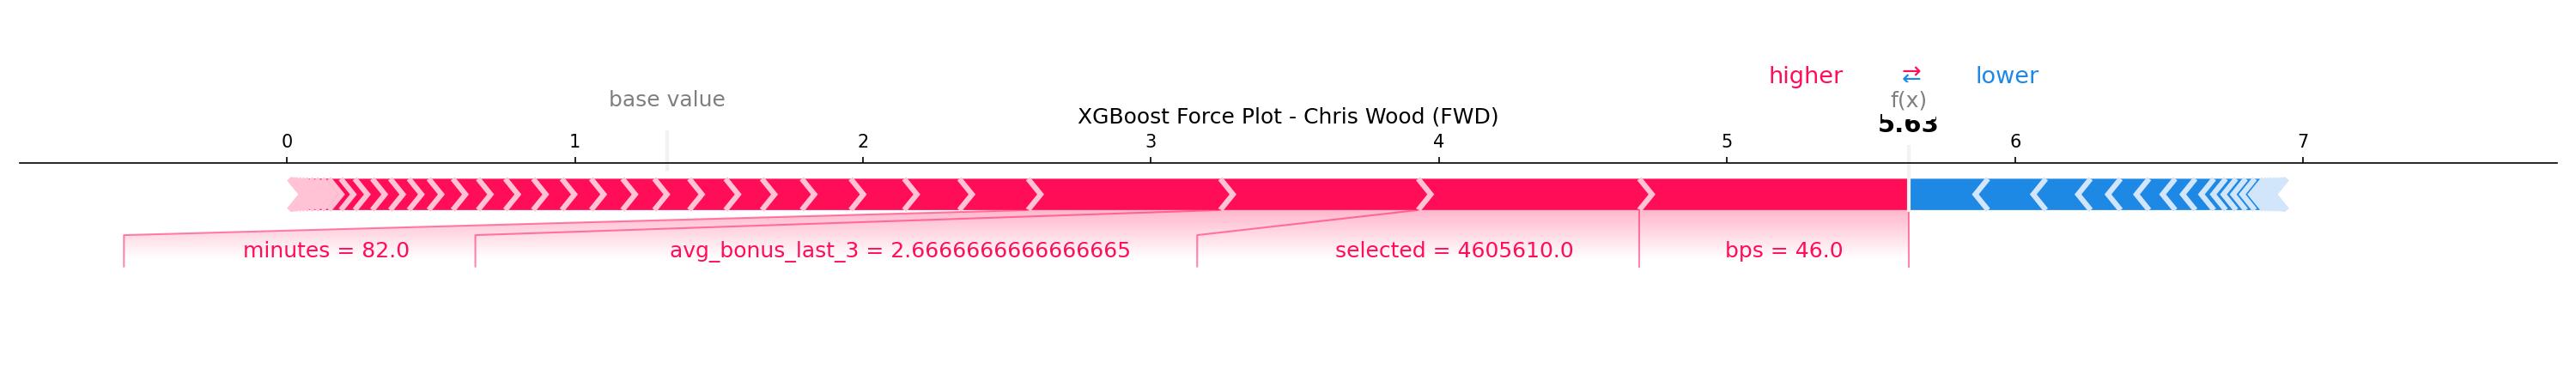 higher ⇄ lower
base value
f(x)
XGBoost Force Plot - Chris Wood (FWD)
5.63
0 1 2 3 4 5 6 7
minutes = 82.0 avg_bonus_last_3 = 2.6666666666666665 selected = 4605610.0 bps = 46.0